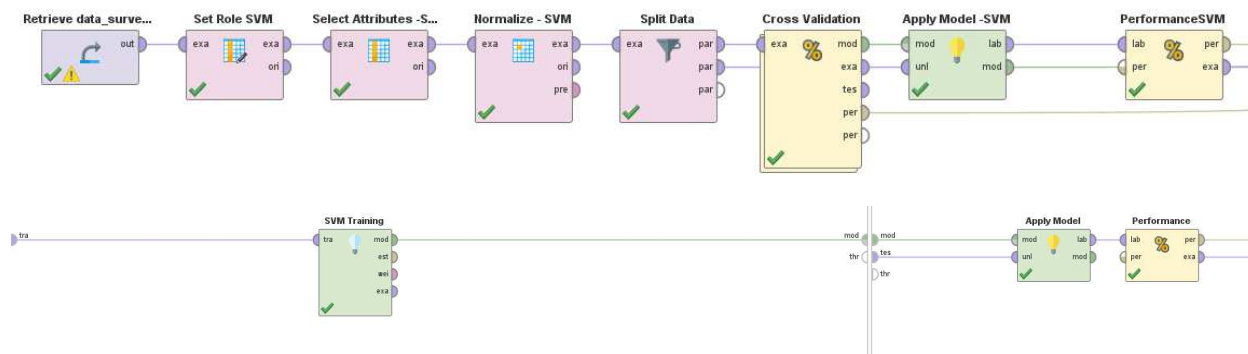 Retrieve data_surve...
Set Role SVM
Select Attributes -S...
Normalize - SVM
Split Data
Cross Validation
Apply Model -SVM
PerformanceSVM
out
exa exa
ori
exa exa
ori
exa exa
ori
pre
exa par
par
par
exa mod
exa
tes
per
per
mod lab
unl mod
lab per
per exa
SVM Training
Apply Model
Performance
tra
tra mod
est
wei
exa
mod mod
thr tes
thr
mod lab
unl mod
lab per
per exa